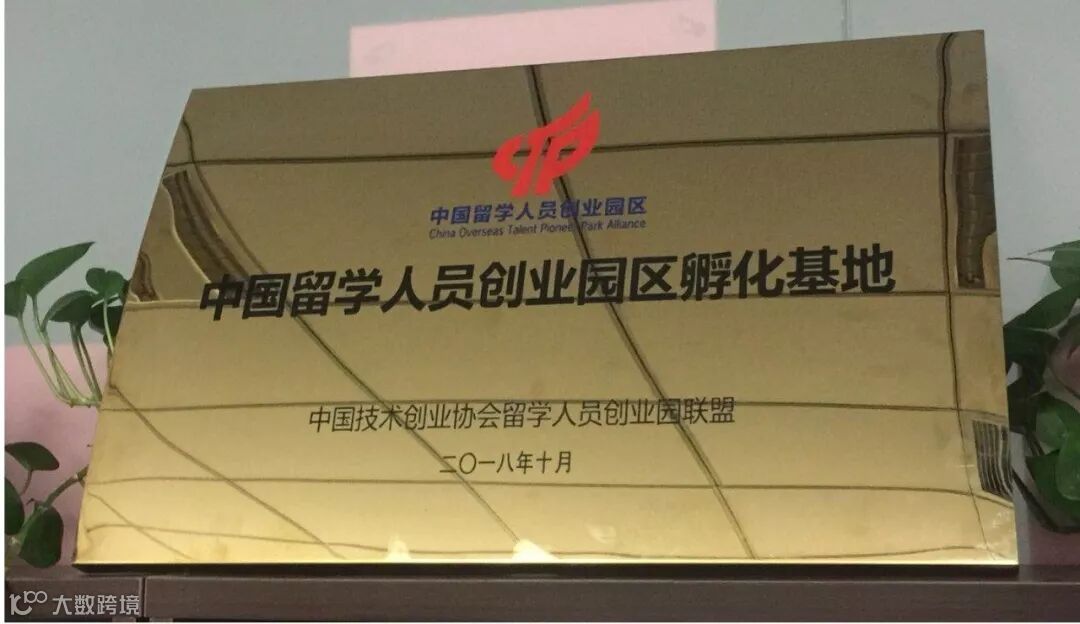 中国留学人员创业园区
China Overseas Talent Pioneer Park Alliance
中国留学人员创业园区孵化基地
中国技术创业协会留学人员创业园联盟
二〇一八年十月
大数跨境